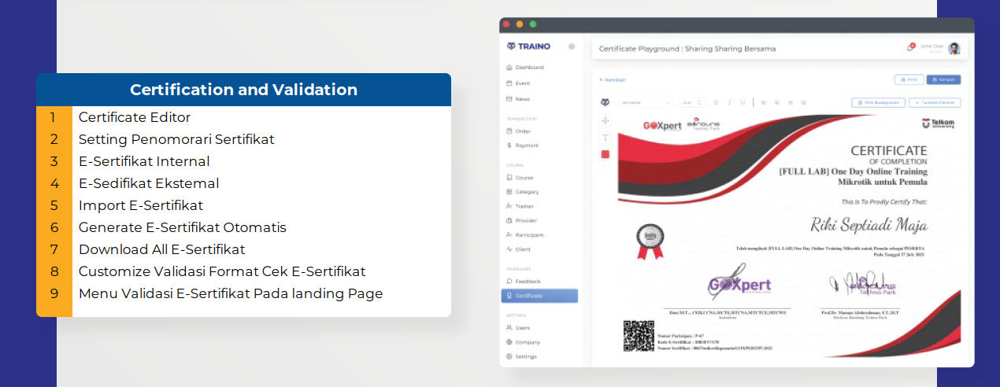 Certification and Validation
1 Certificate Editor
2 Setting Penomorari Sertifikat
3 E-Sertifikat Internal
4 E-Sedifikat Ekstemal
5 Import E-Sertifikat
6 Generate E-Sertifikat Otomatis
7 Download All E-Sertifikat
8 Customize Validasi Format Cek E-Sertifikat
9 Menu Validasi E-Sertifikat Pada landing Page
TRAINO
Dashboard
Event
News
TRANSACTION
Order
Payment
COURSE
Course
Category
Trainer
Provider
Participant
Client
TEMPLATES
Feedback
Certificate
SETTINGS
Users
Company
Settings
Certificate Playground : Sharing Sharing Bersama
John Doe
Kembali
Print
Simpan
Pilih Background
Tambah Elemen
GOXpert
BANDUNG
Techno Park
Telkom
University
CERTIFICATE
OF COMPLETION
[FULL LAB] One Day Online Training
Mikrotik untuk Pemula
This Is To Prodly Certify That:
Riki Septiadi Maja
Telah mengikuti [FULL LAB] One Day Online Training Mikrotik untuk Pemula sebagai PESERTA
Pada Tanggal 17 July 2021
GOXpert
Techno Park
Instruktur
Direktur Bandung Techno Park
Nomor Partisipan : P-67
Kode E-Sertifikat :
Nomor Sertifikat :